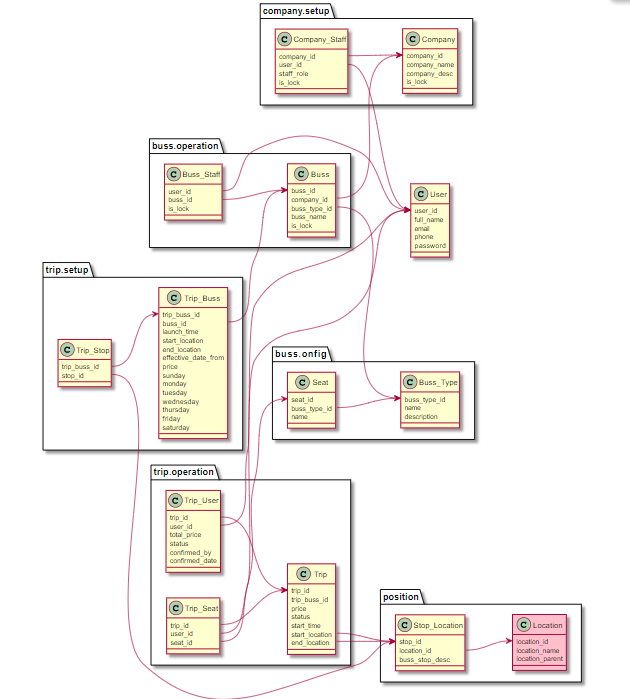 company.setup
C Company_Staff
company_id
user_id
staff_role
is_lock
C Company
company_id
company_name
company_desc
is_lock
buss.operation
C Buss_Staff
user_id
buss_id
is_lock
C Buss
buss_id
company_id
buss_type_id
buss_name
is_lock
C User
user_id
full_name
email
phone
password
trip.setup
C Trip_Stop
trip_buss_id
stop_id
C Trip_Buss
trip_buss_id
buss_id
launch_time
start_location
end_location
effective_date_from
price
sunday
monday
tuesday
wednesday
thursday
friday
saturday
buss.onfig
C Seat
seat_id
buss_type_id
name
C Buss_Type
buss_type_id
name
description
trip.operation
C Trip_User
trip_id
user_id
total_price
status
confirmed_by
confirmed_date
C Trip_Seat
trip_id
user_id
seat_id
C Trip
trip_id
trip_buss_id
price
status
start_time
start_location
end_location
position
C Stop_Location
stop_id
location_id
buss_stop_desc
C Location
location_id
location_name
location_parent